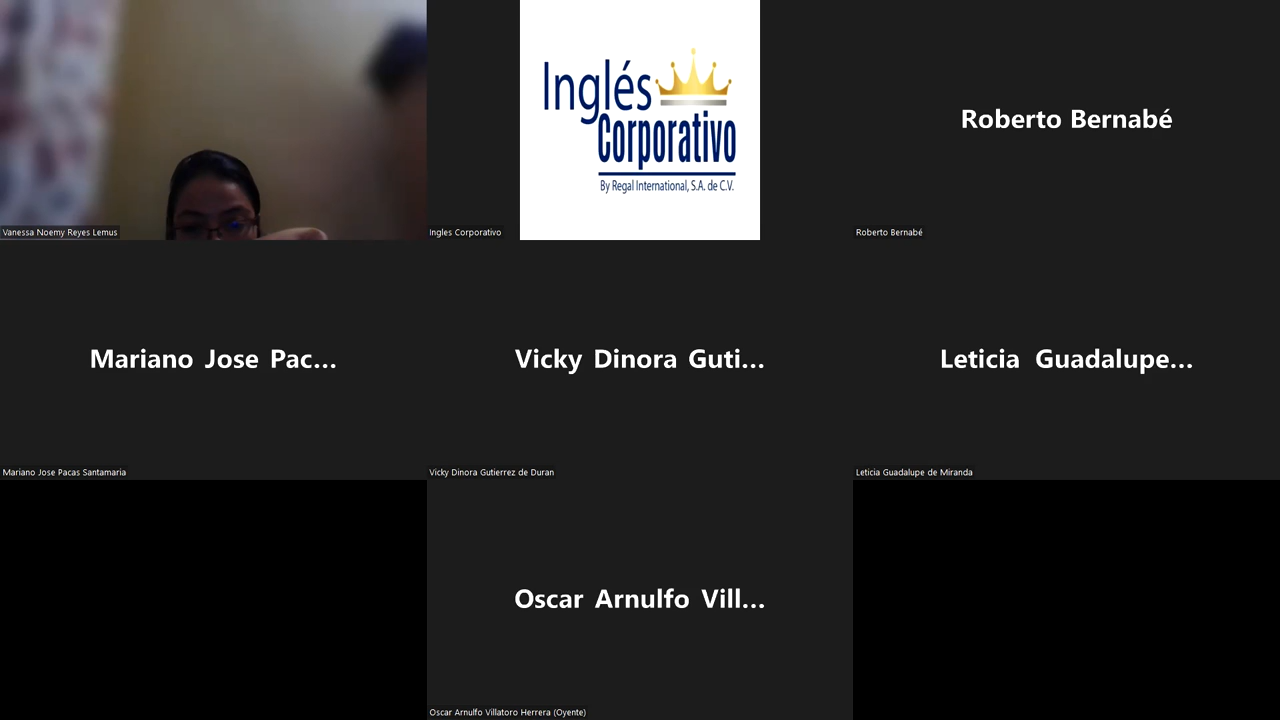 Vanessa Noemy Reyes Lemus
Inglés
Corporativo
By Regal International, S.A. de C.V.
Ingles Corporativo
Roberto Bernabé
Roberto Bernabé
Mariano Jose Pac...
Mariano Jose Pacas Santamaria
Vicky Dinora Guti...
Vicky Dinora Gutierrez de Duran
Leticia Guadalupe...
Leticia Guadalupe de Miranda
Oscar Arnulfo Vill...
Oscar Arnulfo Villatoro Herrera (Oyente)